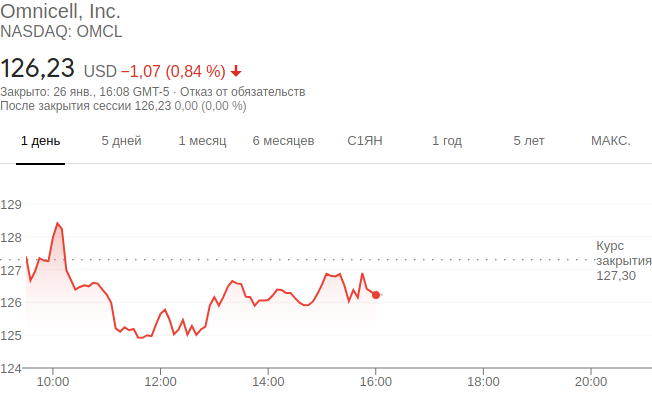 Omnicell, Inc.
NASDAQ: OMCL
126,23 USD −1,07 (0,84 %)
Закрыто: 26 янв., 16:08 GMT-5 · Отказ от обязательств
После закрытия сессии 126,23 0,00 (0,00 %)
1 день 5 дней 1 месяц 6 месяцев С1ЯН 1 год 5 лет МАКС.
129
128
Курс
закрытия
127,30
127
126
125
124
10:00 12:00 14:00 16:00 18:00 20:00